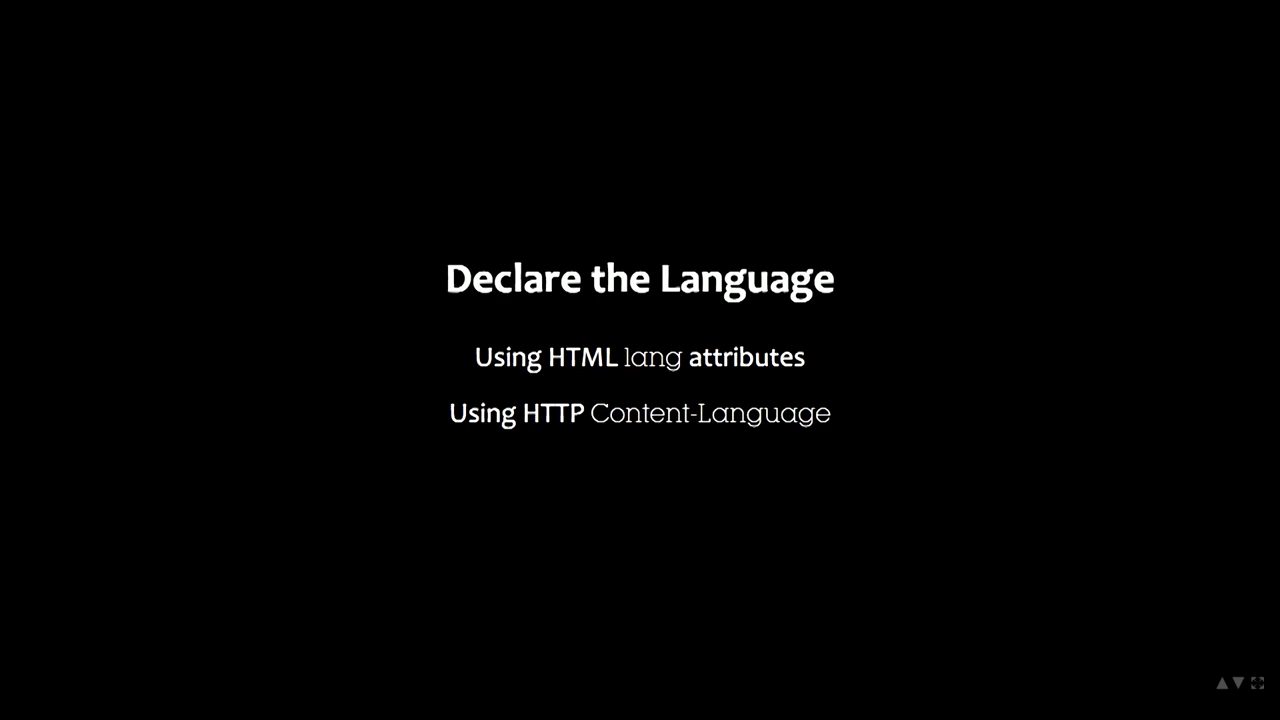 Declare the Language
Using HTML lang attributes
Using HTTP Content-Language